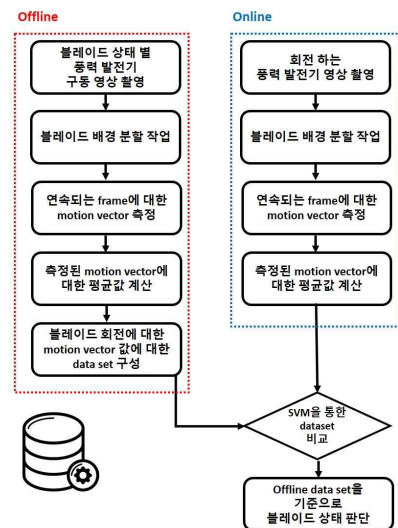 Offline
블레이드 상태 별
풍력 발전기
구동 영상 촬영
블레이드 배경 분할 작업
연속되는 frame에 대한
motion vector 측정
측정된 motion vector에
대한 평균값 계산
블레이드 회전에 대한
motion vector 값에 대한
data set 구성
Online
회전 하는
풍력 발전기 영상 촬영
블레이드 배경 분할 작업
연속되는 frame에 대한
motion vector 측정
측정된 motion vector에
대한 평균값 계산
SVM을 통한
dataset
비교
Offline data set을
기준으로
블레이드 상태 판단